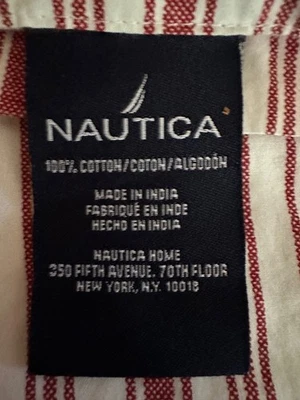 NAUTICA
100% COTTON/COTON/ALGODÓN
MADE IN INDIA
FABRIQUÉ EN INDE
HECHO EN INDIA
NAUTICA HOME
350 FIFTH AVENUE. 70TH FLOOR
NEW YORK, N.Y. 10018